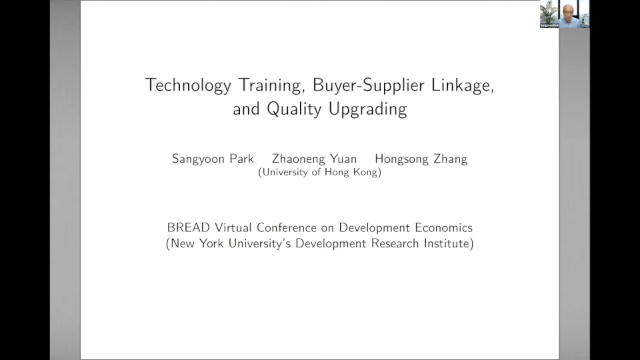 Technology Training, Buyer-Supplier Linkage,
and Quality Upgrading
Sangyoon Park Zhaoneng Yuan Hongsong Zhang
(University of Hong Kong)
BREAD Virtual Conference on Development Economics
(New York University's Development Research Institute)